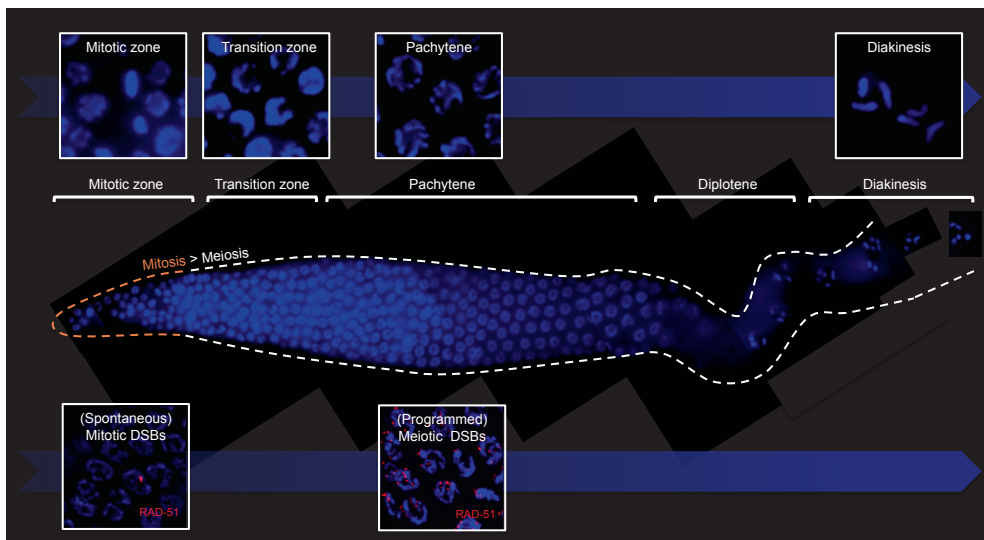 Mitotic zone
Transition zone
Pachytene
Diakinesis
Mitotic zone
Transition zone
Pachytene
Diplotene
Diakinesis
Mitosis > Meiosis
(Spontaneous)
Mitotic DSBs
RAD-51
(Programmed)
Meiotic DSBs
RAD-51